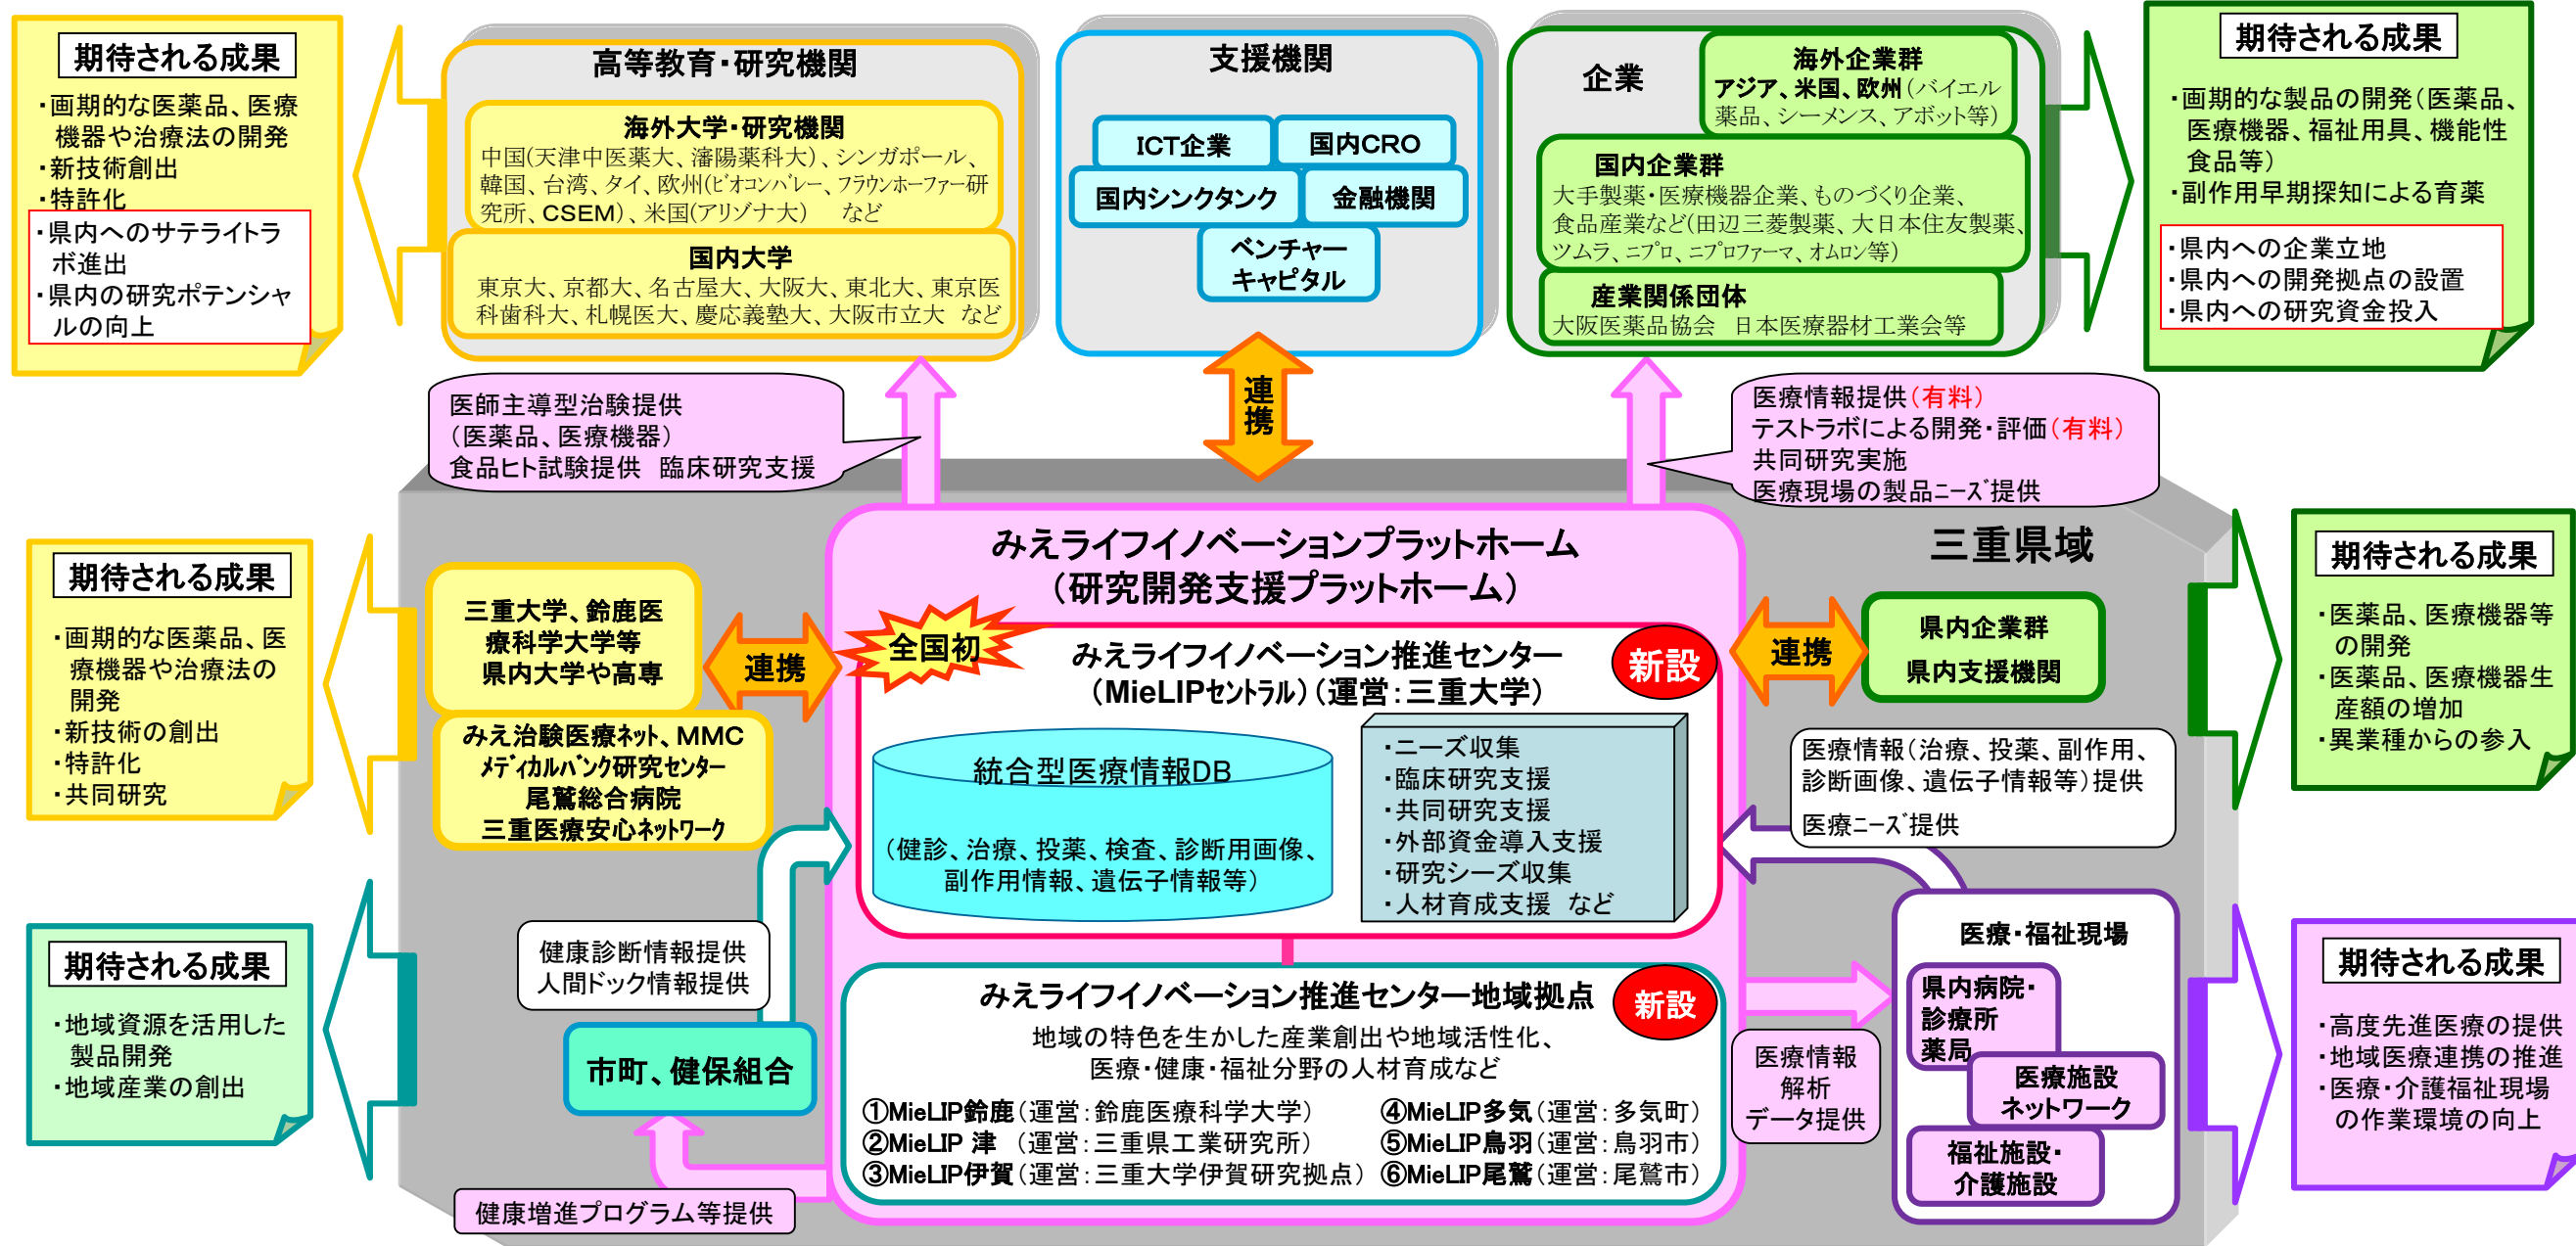 期待される成果
・画期的な医薬品、医療
機器や治療法の開発
・新技術創出
・特許化
・県内へのサテライトラ
ボ進出
・県内の研究ポテンシャ
ルの向上
高等教育・研究機関
海外大学・研究機関
中国(天津中医薬大、瀋陽薬科大)、シンガポール、
韓国、台湾、タイ、欧州(ﾋﾞｵｺﾝﾊﾞﾚｰ、ﾌﾗｳﾝﾎｰﾌｧｰ研
究所、CSEM)、米国(アリゾナ大)　など
国内大学
東京大、京都大、名古屋大、大阪大、東北大、東京医
科歯科大、札幌医大、慶応義塾大、大阪市立大　など
支援機関
ICT企業
国内CRO
国内シンクタンク
金融機関
ベンチャー
キャピタル
企業
海外企業群
アジア、米国、欧州(バイエル
薬品、シーメンス、アボット等)
国内企業群
大手製薬・医療機器企業、ものづくり企業、
食品産業など(田辺三菱製薬、大日本住友製薬、
ツムラ、ﾆﾌﾟﾛ、ﾆﾌﾟﾛファーマ、オムロン等)
産業関係団体
大阪医薬品協会　日本医療器材工業会等
期待される成果
・画期的な製品の開発(医薬品、
医療機器、福祉用具、機能性
食品等)
・副作用早期探知による育薬
・県内への企業立地
・県内への開発拠点の設置
・県内への研究資金投入
医師主導型治験提供
(医薬品、医療機器)
食品ヒト試験提供　臨床研究支援
連携
医療情報提供(有料)
テストラボによる開発・評価(有料)
共同研究実施
医療現場の製品ﾆｰｽﾞ提供
三重県域
みえライフイノベーションプラットホーム
(研究開発支援プラットホーム)
全国初
みえライフイノベーション推進センター
(MieLIPｾﾝﾄﾗﾙ)(運営：三重大学)
新設
統合型医療情報DB
(健診、治療、投薬、検査、診断用画像、
副作用情報、遺伝子情報等)
・ニーズ収集
・臨床研究支援
・共同研究支援
・外部資金導入支援
・研究シーズ収集
・人材育成支援　など
みえライフイノベーション推進センター地域拠点
新設
地域の特色を生かした産業創出や地域活性化、
医療・健康・福祉分野の人材育成など
①MieLIP鈴鹿(運営：鈴鹿医療科学大学)
②MieLIP 津　(運営：三重県工業研究所)
③MieLIP伊賀(運営：三重大学伊賀研究拠点)
④MieLIP多気(運営：多気町)
⑤MieLIP鳥羽(運営：鳥羽市)
⑥MieLIP尾鷲(運営：尾鷲市)
期待される成果
・画期的な医薬品、医
療機器や治療法の
開発
・新技術の創出
・特許化
・共同研究
三重大学、鈴鹿医
療科学大学等
県内大学や高専
みえ治験医療ネット、MMC
ﾒﾃﾞｨｶﾙﾊﾞﾝｸ研究センター
尾鷲総合病院
三重医療安心ﾈｯﾄﾜｰｸ
連携
連携
県内企業群
県内支援機関
期待される成果
・医薬品、医療機器等
の開発
・医薬品、医療機器生
産額の増加
・異業種からの参入
医療情報(治療、投薬、副作用、
診断画像、遺伝子情報等)提供
医療ﾆｰｽﾞ提供
期待される成果
・地域資源を活用した
製品開発
・地域産業の創出
健康診断情報提供
人間ドック情報提供
市町、健保組合
健康増進プログラム等提供
医療情報
解析
データ提供
医療・福祉現場
県内病院・
診療所
薬局
医療施設
ネットワーク
福祉施設・
介護施設
期待される成果
・高度先進医療の提供
・地域医療連携の推進
・医療・介護福祉現場
の作業環境の向上